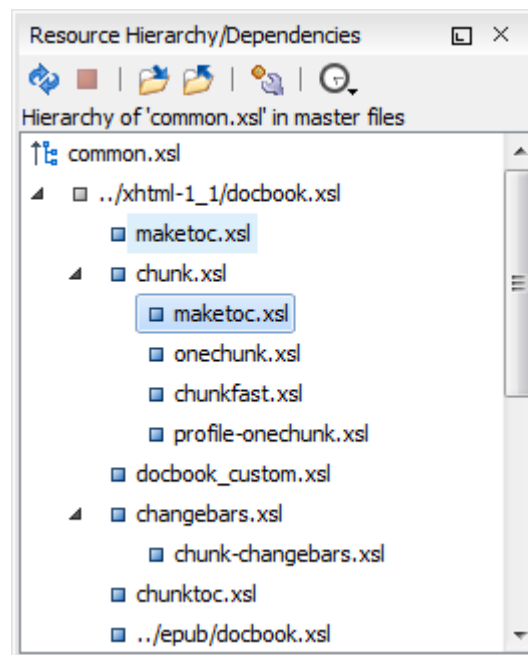 Resource Hierarchy/Dependencies
Hierarchy of 'common.xsl' in master files
common.xsl
../xhtml-1_1/docbook.xsl
maketoc.xsl
chunk.xsl
maketoc.xsl
onechunk.xsl
chunkfast.xsl
profile-onechunk.xsl
docbook_custom.xsl
changebars.xsl
chunk-changebars.xsl
chunktoc.xsl
../epub/docbook.xsl